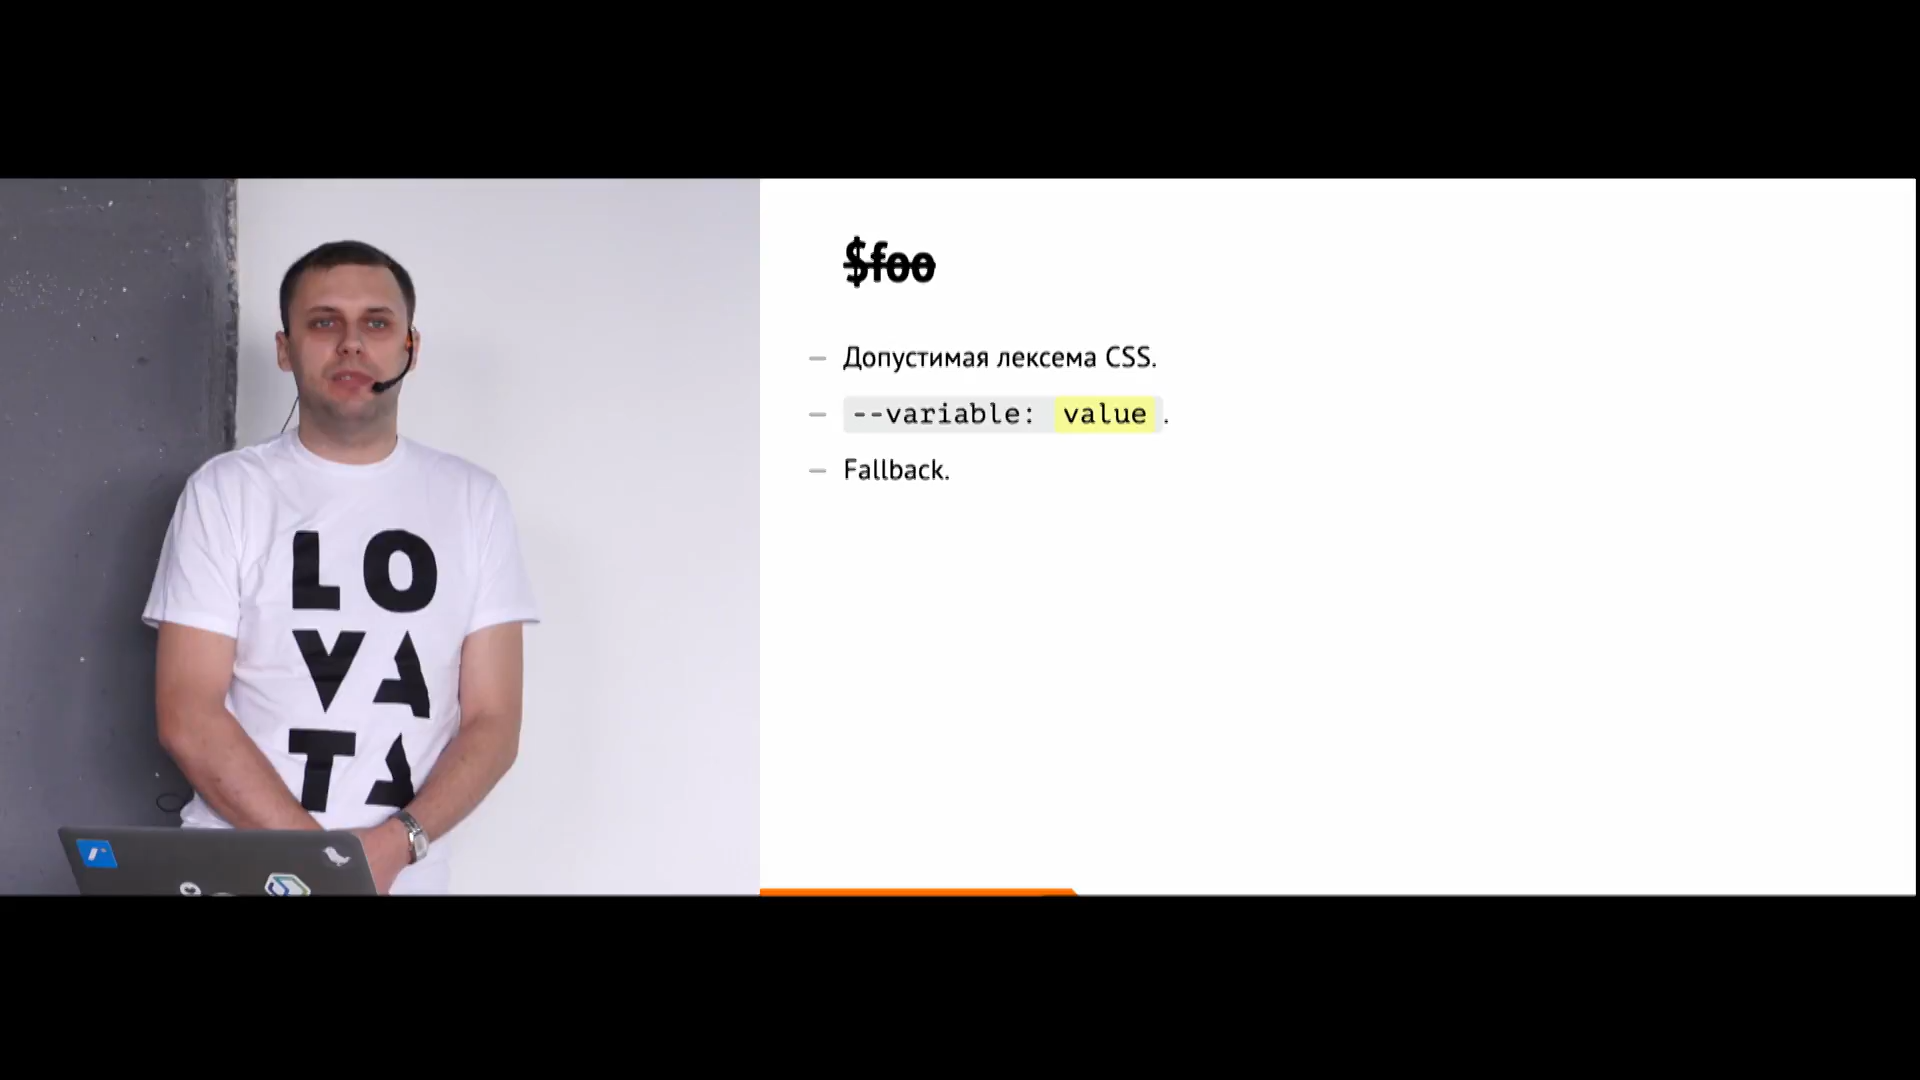 LO
VA
TA
$foo
– Допустимая лексема CSS.
– --variable: value.
– Fallback.